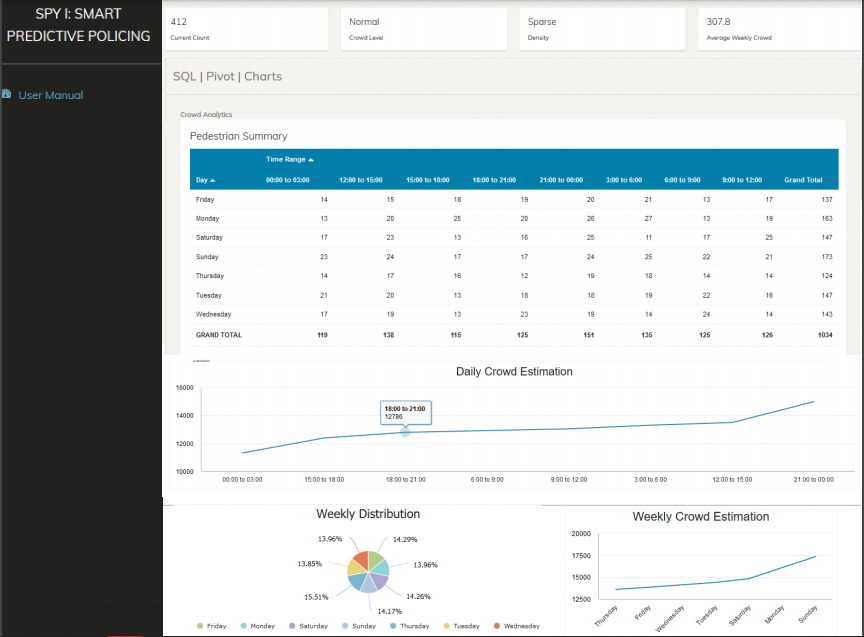 SPY I: SMART
PREDICTIVE POLICING
User Manual
412
Current Count
Normal
Crowd Level
Sparse
Density
307.8
Average Weekly Crowd
SQL | Pivot | Charts
Crowd Analytics
Pedestrian Summary
Time Range
Day 00:00 to 03:00 12:00 to 15:00 15:00 to 18:00 18:00 to 21:00 21:00 to 00:00 3:00 to 6:00 6:00 to 9:00 9:00 to 12:00 Grand Total
Friday 14 15 18 19 20 21 13 17 137
Monday 13 20 25 20 26 27 13 19 163
Saturday 17 23 13 16 25 11 17 25 147
Sunday 23 24 17 17 24 25 22 21 173
Thursday 14 17 16 12 19 18 14 14 124
Tuesday 21 20 13 18 18 19 22 16 147
Wednesday 17 19 13 23 19 14 24 14 143
GRAND TOTAL 119 138 115 125 151 135 125 126 1034
Daily Crowd Estimation
16000
14000
12000
10000
18:00 to 21:00
12786
00:00 to 03:00 15:00 to 18:00 18:00 to 21:00 6:00 to 9:00 9:00 to 12:00 3:00 to 6:00 12:00 to 15:00 21:00 to 00:00
Weekly Distribution
13.96% 14.29%
13.85% 13.96%
15.51% 14.26%
14.17%
Friday Monday Saturday Sunday Thursday Tuesday Wednesday
Weekly Crowd Estimation
20000
17500
15000
12500
Thursday Friday Wednesday Tuesday Saturday Monday Sunday